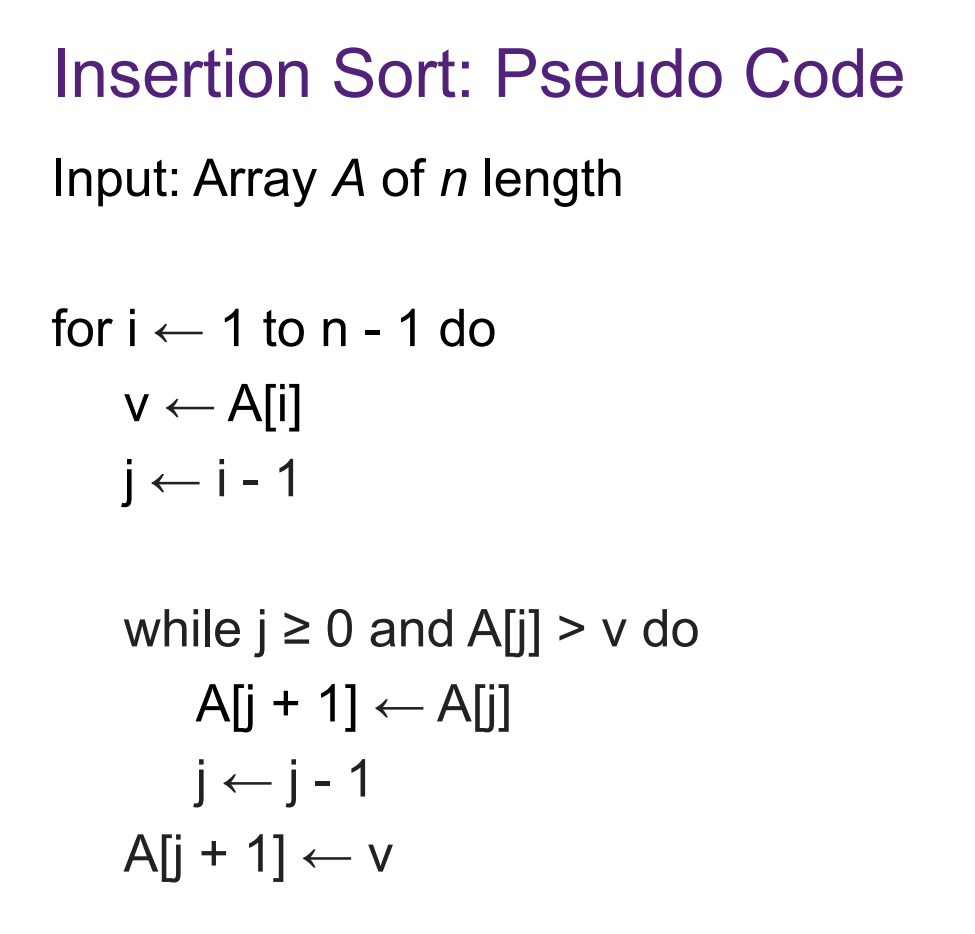 Insertion Sort: Pseudo Code
Input: Array A of n length
for i ← 1 to n - 1 do
v ← A[i]
j ← i - 1
while j ≥ 0 and A[j] > v do
A[j + 1] ← A[j]
j ← j - 1
A[j + 1] ← v